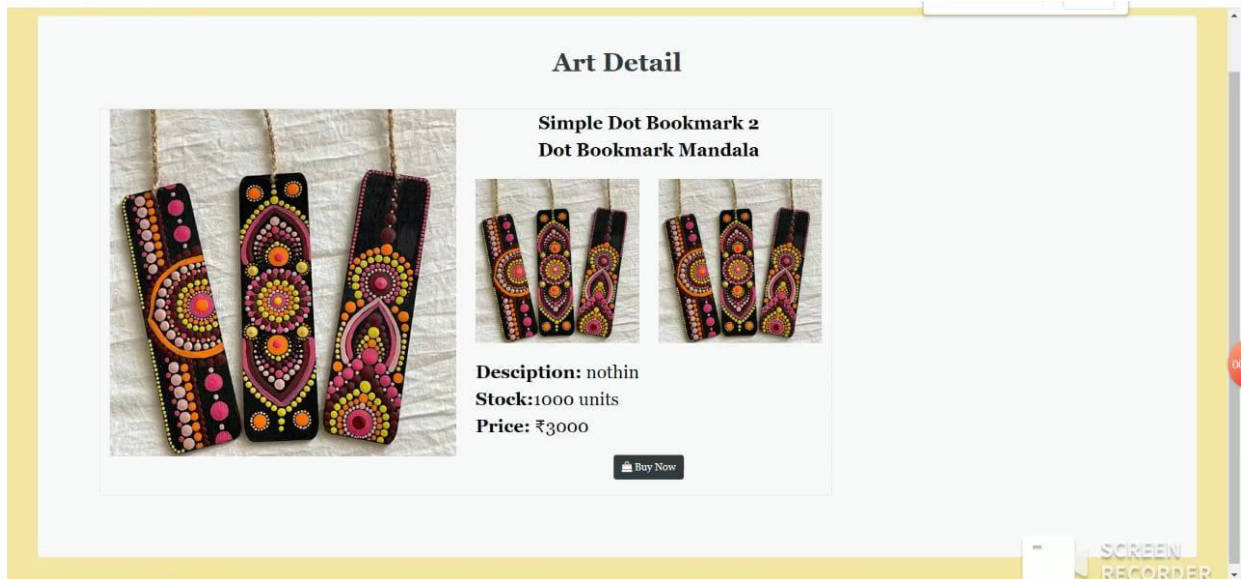 Art Detail
Simple Dot Bookmark 2
Dot Bookmark Mandala
Desciption: nothin
Stock:1000 units
Price: ₹3000
Buy Now
SCREEN
RECORDER